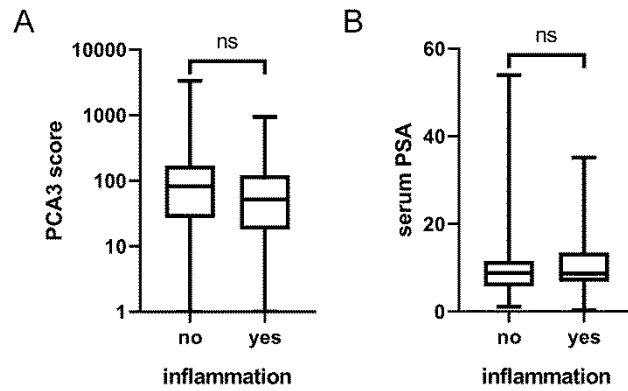 A
PCA3 score
10000
1000
100
10
1
ns
no
yes
inflammation
B
serum PSA
60
40
20
0
ns
no
yes
inflammation